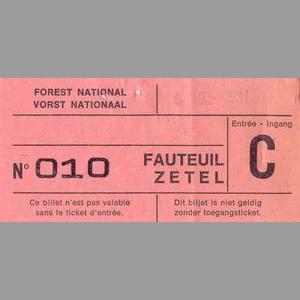 FOREST NATIONAL
VORST NATIONAAL
Entrée - Ingang
C
N° 010
FAUTEUIL
ZETEL
Ce billet n'est pas valable
sans le ticket d'entrée.
Dit biljet is niet geldig
zonder toegangsticket.